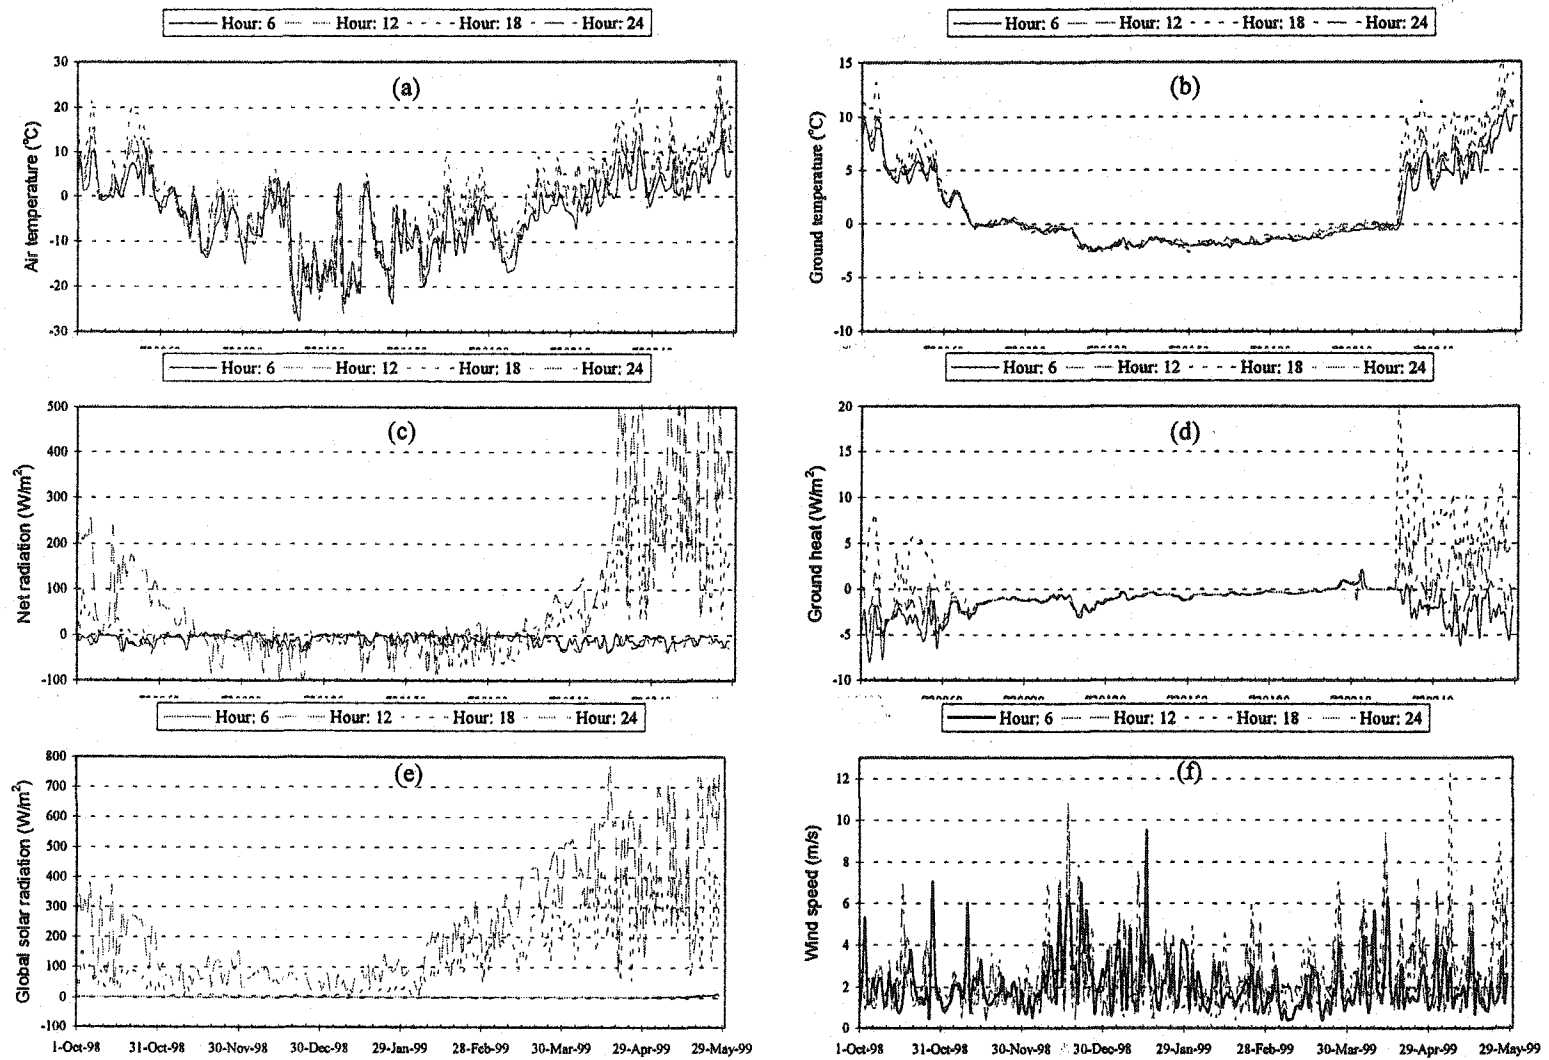 Hour: 6 Hour: 12 Hour: 18 Hour: 24
(a)
Air temperature (°C)
30
20
10
0
-10
-20
-30
Hour: 6 Hour: 12 Hour: 18 Hour: 24
(b)
Ground temperature (°C)
15
10
5
0
-5
-10
Hour: 6 Hour: 12 Hour: 18 Hour: 24
(c)
Net radiation (W/m²)
500
400
300
200
100
0
-100
Hour: 6 Hour: 12 Hour: 18 Hour: 24
(d)
Ground heat (W/m²)
20
15
10
5
0
-5
-10
Hour: 6 Hour: 12 Hour: 18 Hour: 24
(e)
Global solar radiation (W/m²)
800
700
600
500
400
300
200
100
0
-100
1-Oct-98 31-Oct-98 30-Nov-98 30-Dec-98 29-Jan-99 28-Feb-99 30-Mar-99 29-Apr-99 29-May-99
Hour: 6 Hour: 12 Hour: 18 Hour: 24
(f)
Wind speed (m/s)
12
10
8
6
4
2
0
1-Oct-98 31-Oct-98 30-Nov-98 30-Dec-98 29-Jan-99 28-Feb-99 30-Mar-99 29-Apr-99 29-May-99